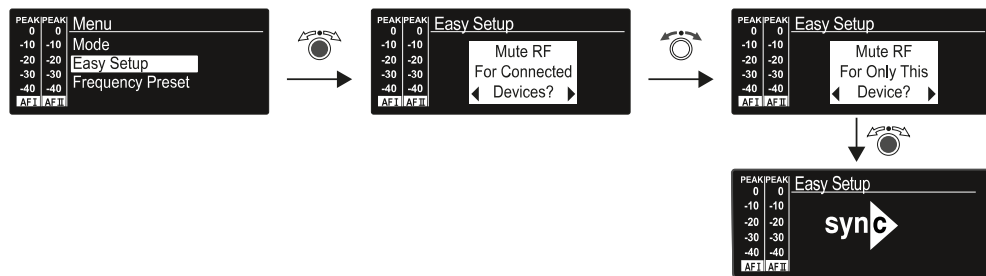 PEAK PEAK Menu
0 0
-10 -10 Mode
-20 -20 Easy Setup
-30 -30 Frequency Preset
-40 -40
AF I AF II
PEAK PEAK Easy Setup
0 0
-10 -10 Mute RF
-20 -20 For Connected
-30 -30 Devices?
-40 -40
AF I AF II
PEAK PEAK Easy Setup
0 0
-10 -10 Mute RF
-20 -20 For Only This
-30 -30 Device?
-40 -40
AF I AF II
PEAK PEAK Easy Setup
0 0
-10 -10
-20 -20 sync
-30 -30
-40 -40
AF I AF II